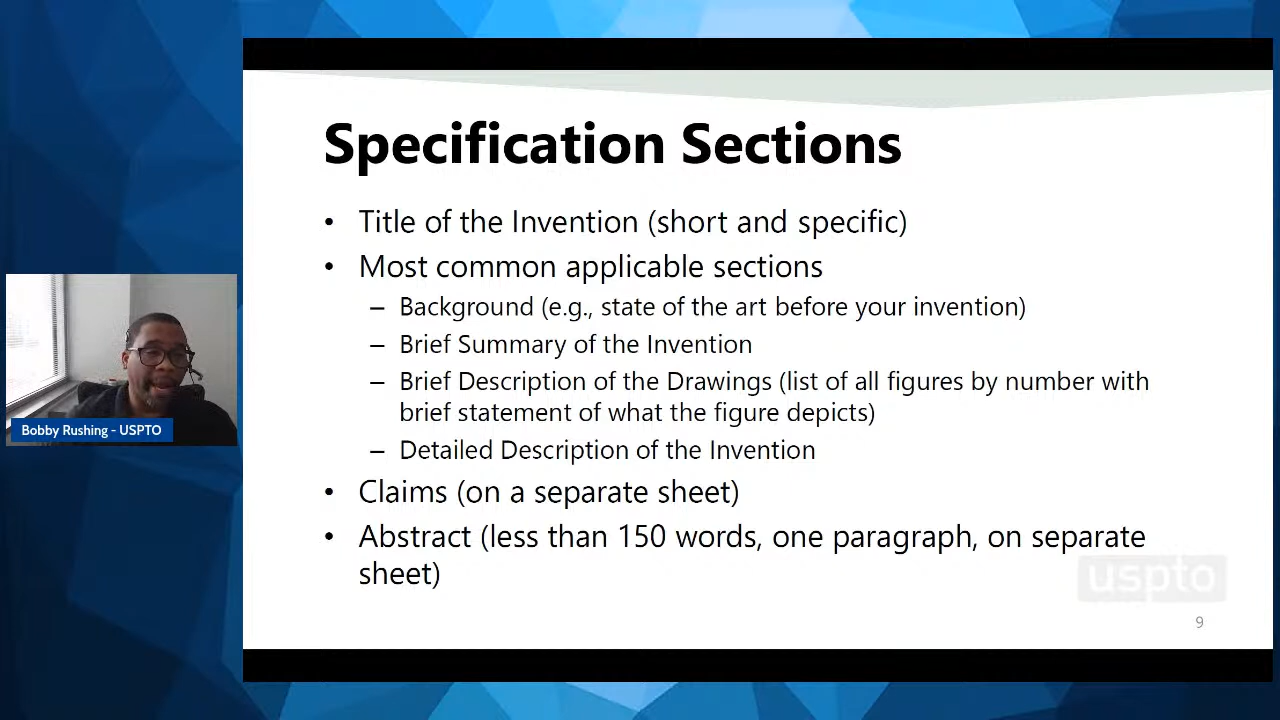 Specification Sections
• Title of the Invention (short and specific)
• Most common applicable sections
– Background (e.g., state of the art before your invention)
– Brief Summary of the Invention
– Brief Description of the Drawings (list of all figures by number with
brief statement of what the figure depicts)
– Detailed Description of the Invention
• Claims (on a separate sheet)
• Abstract (less than 150 words, one paragraph, on separate
sheet)
uspto
9
Bobby Rushing - USPTO